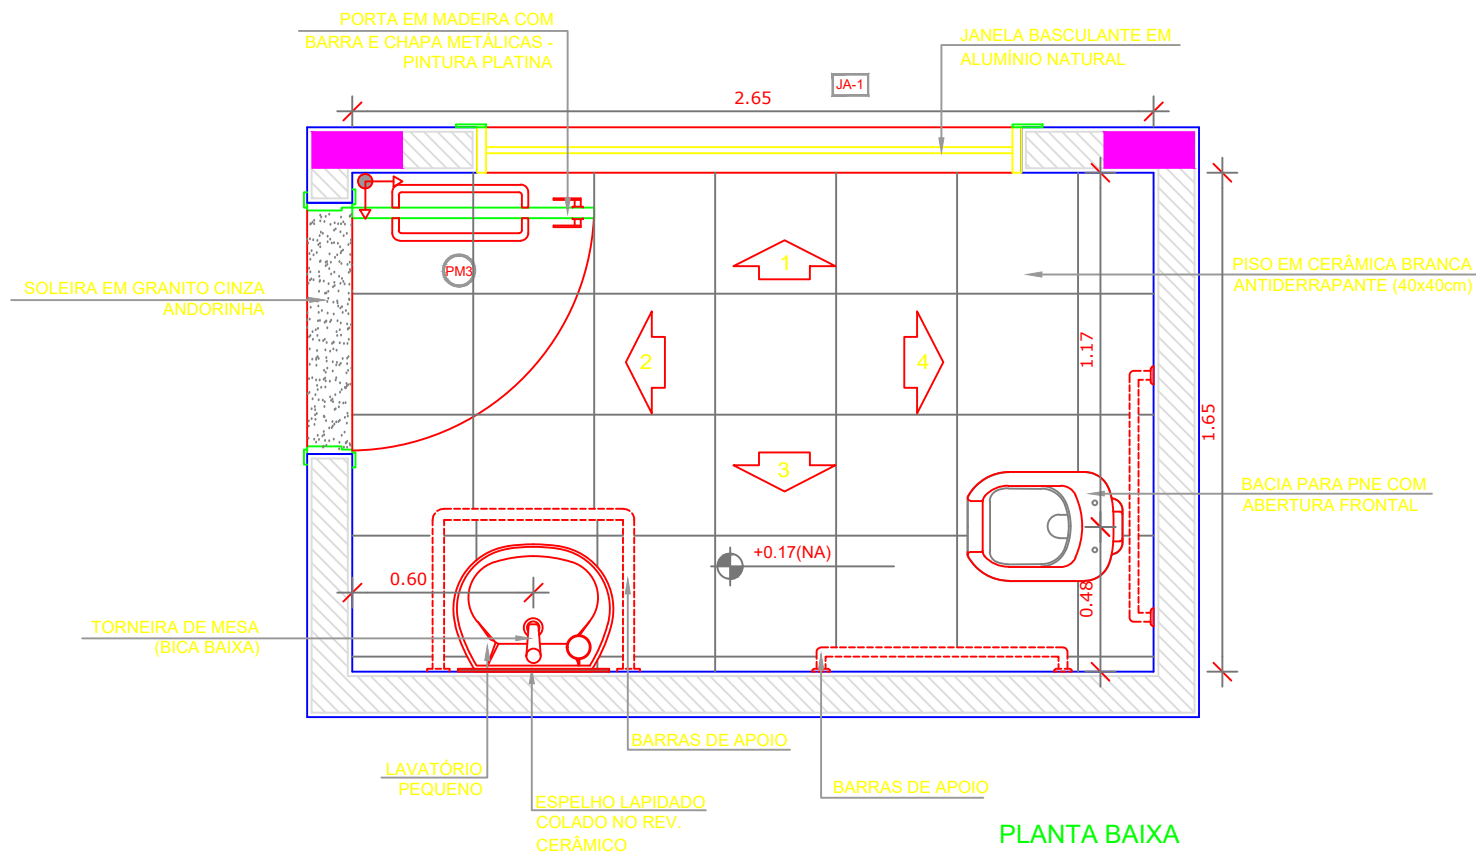 PORTA EM MADEIRA COM
BARRA E CHAPA METÁLICAS -
PINTURA PLATINA
JANELA BASCULANTE EM
ALUMÍNIO NATURAL
JA-1
2.65
PM3
1
SOLEIRA EM GRANITO CINZA
ANDORINHA
PISO EM CERÂMICA BRANCA
ANTIDERRAPANTE (40x40cm)
2
4
1.17
1.65
3
BACIA PARA PNE COM
ABERTURA FRONTAL
+0.17(NA)
0.60
0.48
TORNEIRA DE MESA
(BICA BAIXA)
BARRAS DE APOIO
LAVATÓRIO
PEQUENO
BARRAS DE APOIO
ESPELHO LAPIDADO
COLADO NO REV.
CERÂMICO
PLANTA BAIXA